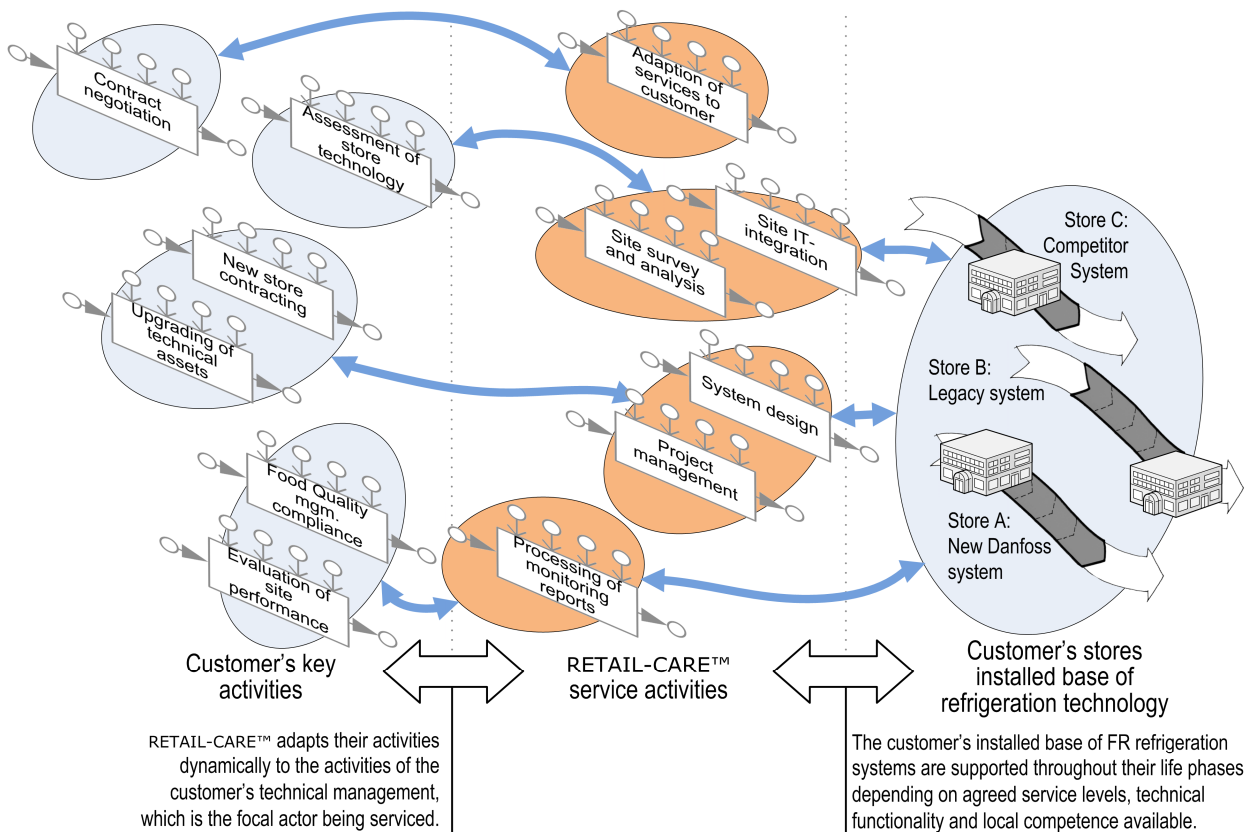 Contract
negotiation
Assessment of
store
technology
New store
contracting
Upgrading of
technical
assets
Food Quality
mgm.
compliance
Evaluation of
site
performance
Adaption of
services to
customer
Site IT-
integration
Site survey
and analysis
System design
Project
management
Processing of
monitoring
reports
Store C:
Competitor
System
Store B:
Legacy system
Store A:
New Danfoss
system
Customer’s key
activities
RETAIL-CARE™
service activities
Customer’s stores
installed base of
refrigeration technology
RETAIL-CARE™ adapts their activities
dynamically to the activities of the
customer’s technical management,
which is the focal actor being serviced.
The customer’s installed base of FR refrigeration
systems are supported throughout their life phases
depending on agreed service levels, technical
functionality and local competence available.